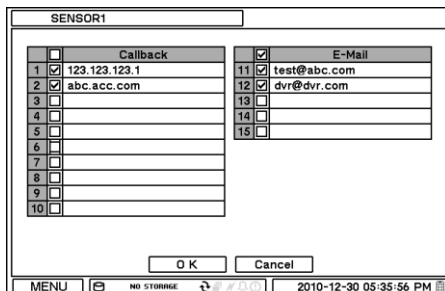 SENSOR1
Callback
1 123.123.123.1
2 abc.acc.com
3
4
5
6
7
8
9
10
E-Mail
11 test@abc.com
12 dvr@dvr.com
13
14
15
OK Cancel
MENU NO STORAGE 2010-12-30 05:35:56 PM